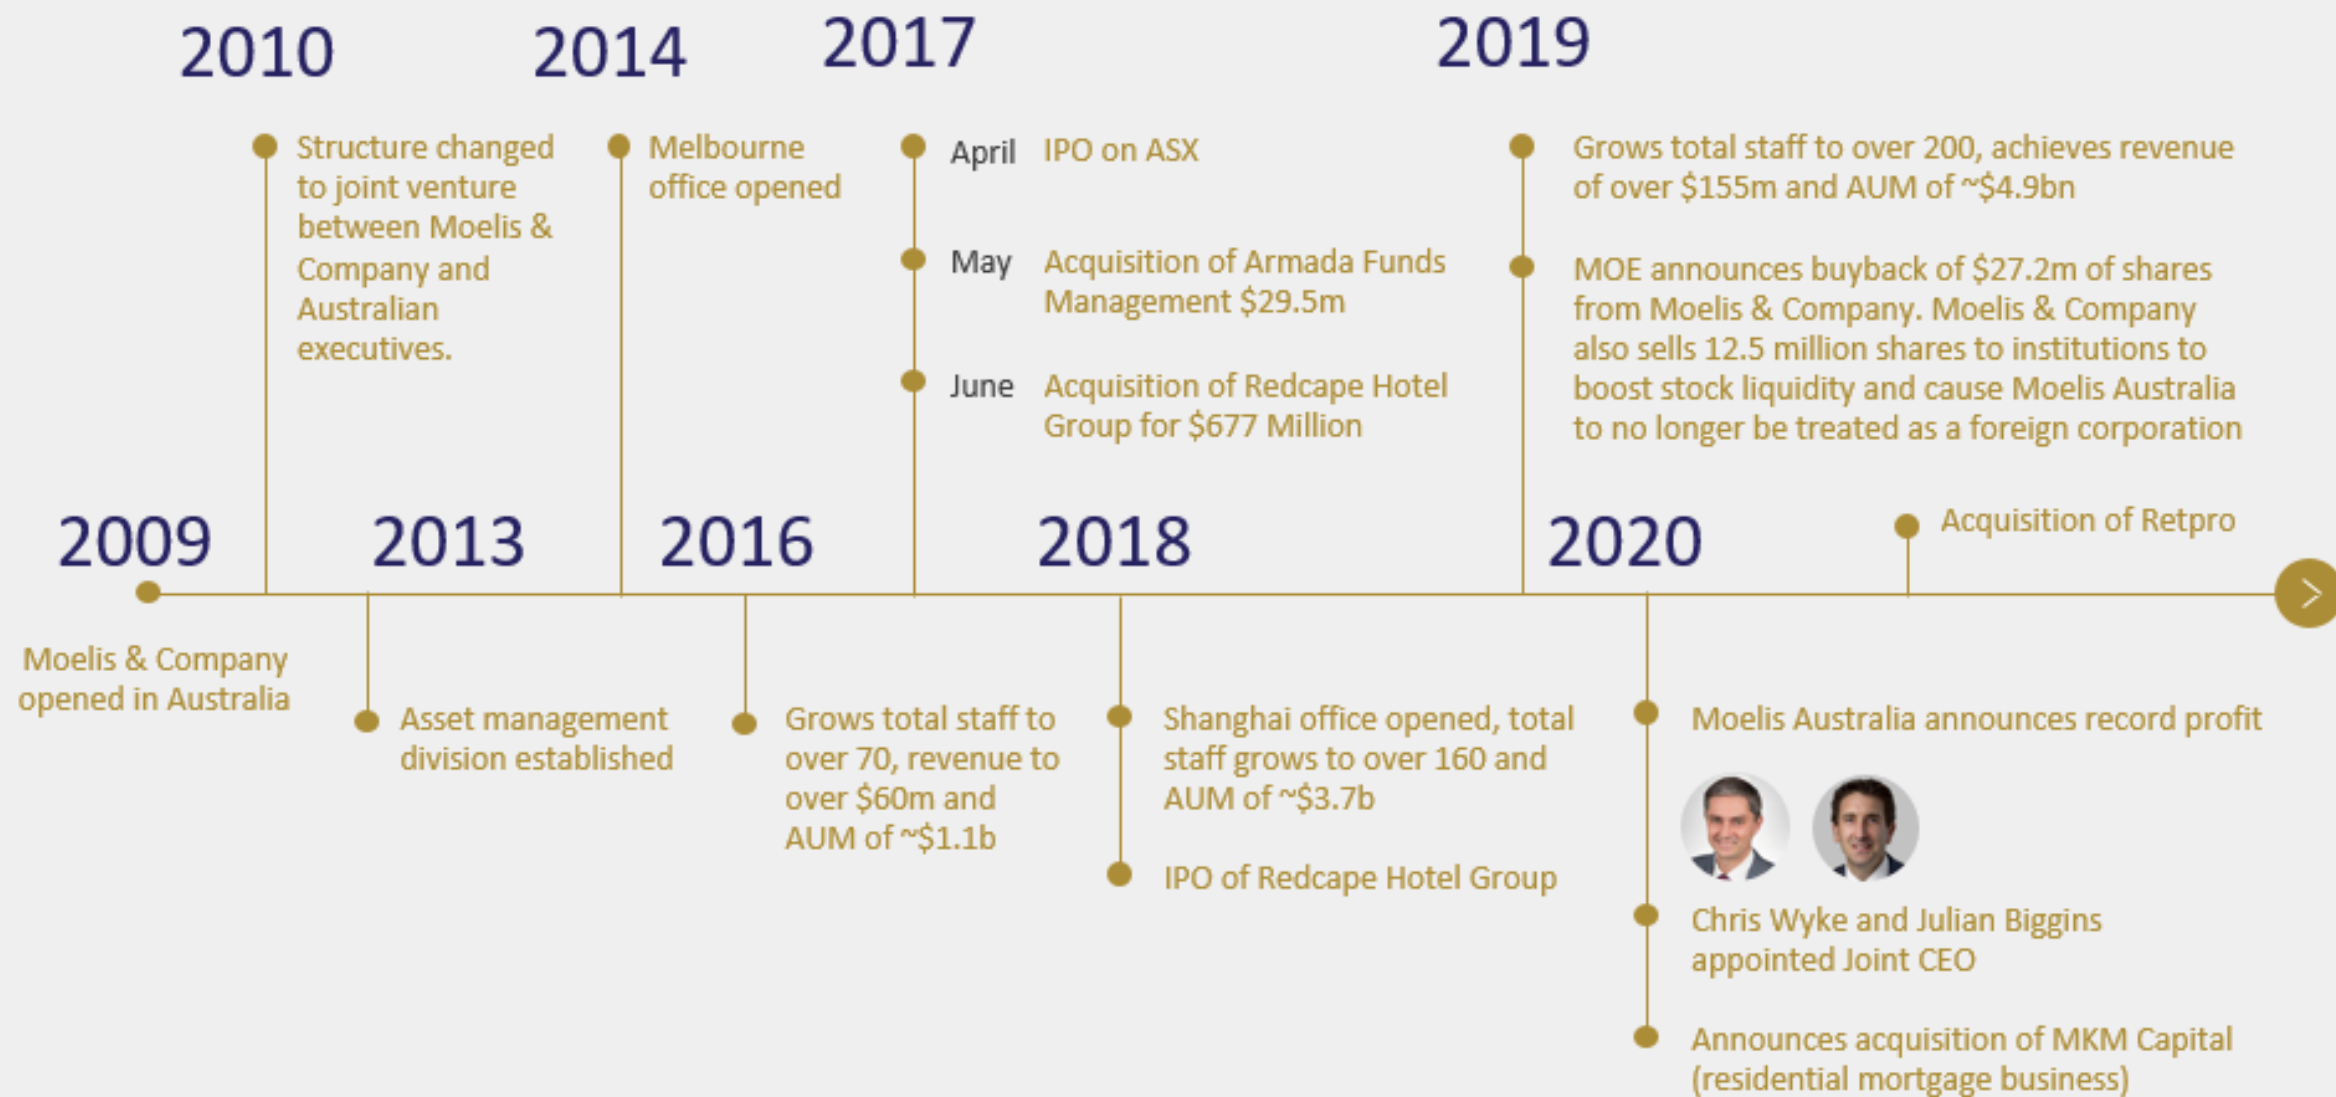 2010
Structure changed
to joint venture
between Moelis &
Company and
Australian
executives.
2014
Melbourne
office opened
2017
April IPO on ASX
May Acquisition of Armada Funds
Management $29.5m
June Acquisition of Redcape Hotel
Group for $677 Million
2019
Grows total staff to over 200, achieves revenue
of over $155m and AUM of ~$4.9bn
MOE announces buyback of $27.2m of shares
from Moelis & Company. Moelis & Company
also sells 12.5 million shares to institutions to
boost stock liquidity and cause Moelis Australia
to no longer be treated as a foreign corporation
2009
Moelis & Company
opened in Australia
2013
Asset management
division established
2016
Grows total staff to
over 70, revenue to
over $60m and
AUM of ~$1.1b
2018
Shanghai office opened, total
staff grows to over 160 and
AUM of ~$3.7b
IPO of Redcape Hotel Group
2020
Acquisition of Retpro
Moelis Australia announces record profit
Chris Wyke and Julian Biggins
appointed Joint CEO
Announces acquisition of MKM Capital
(residential mortgage business)